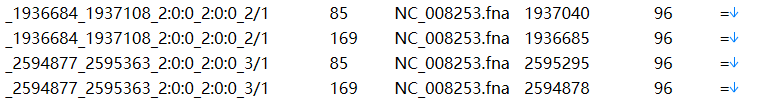 _1936684_1937108_2:0:0_2:0:0_2/1 85 NC_008253.fna 1937040 96 =↓
_1936684_1937108_2:0:0_2:0:0_2/1 169 NC_008253.fna 1936685 96 =↓
_2594877_2595363_2:0:0_2:0:0_3/1 85 NC_008253.fna 2595295 96 =↓
_2594877_2595363_2:0:0_2:0:0_3/1 169 NC_008253.fna 2594878 96 =↓